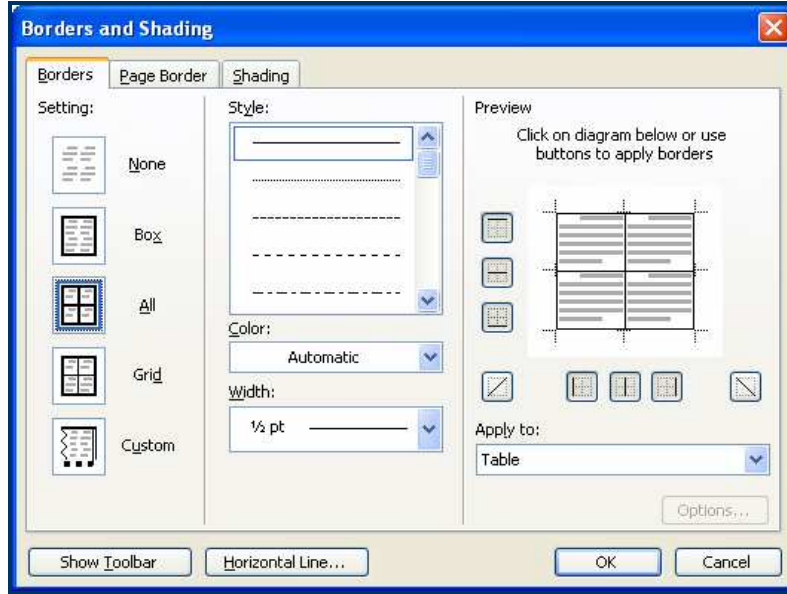 Borders and Shading
Borders
Page Border
Shading
Setting:
None
Box
All
Grid
Custom
Style:
Color:
Automatic
Width:
½ pt
Preview
Click on diagram below or use
buttons to apply borders
Apply to:
Table
Options...
Show Toolbar
Horizontal Line...
OK
Cancel